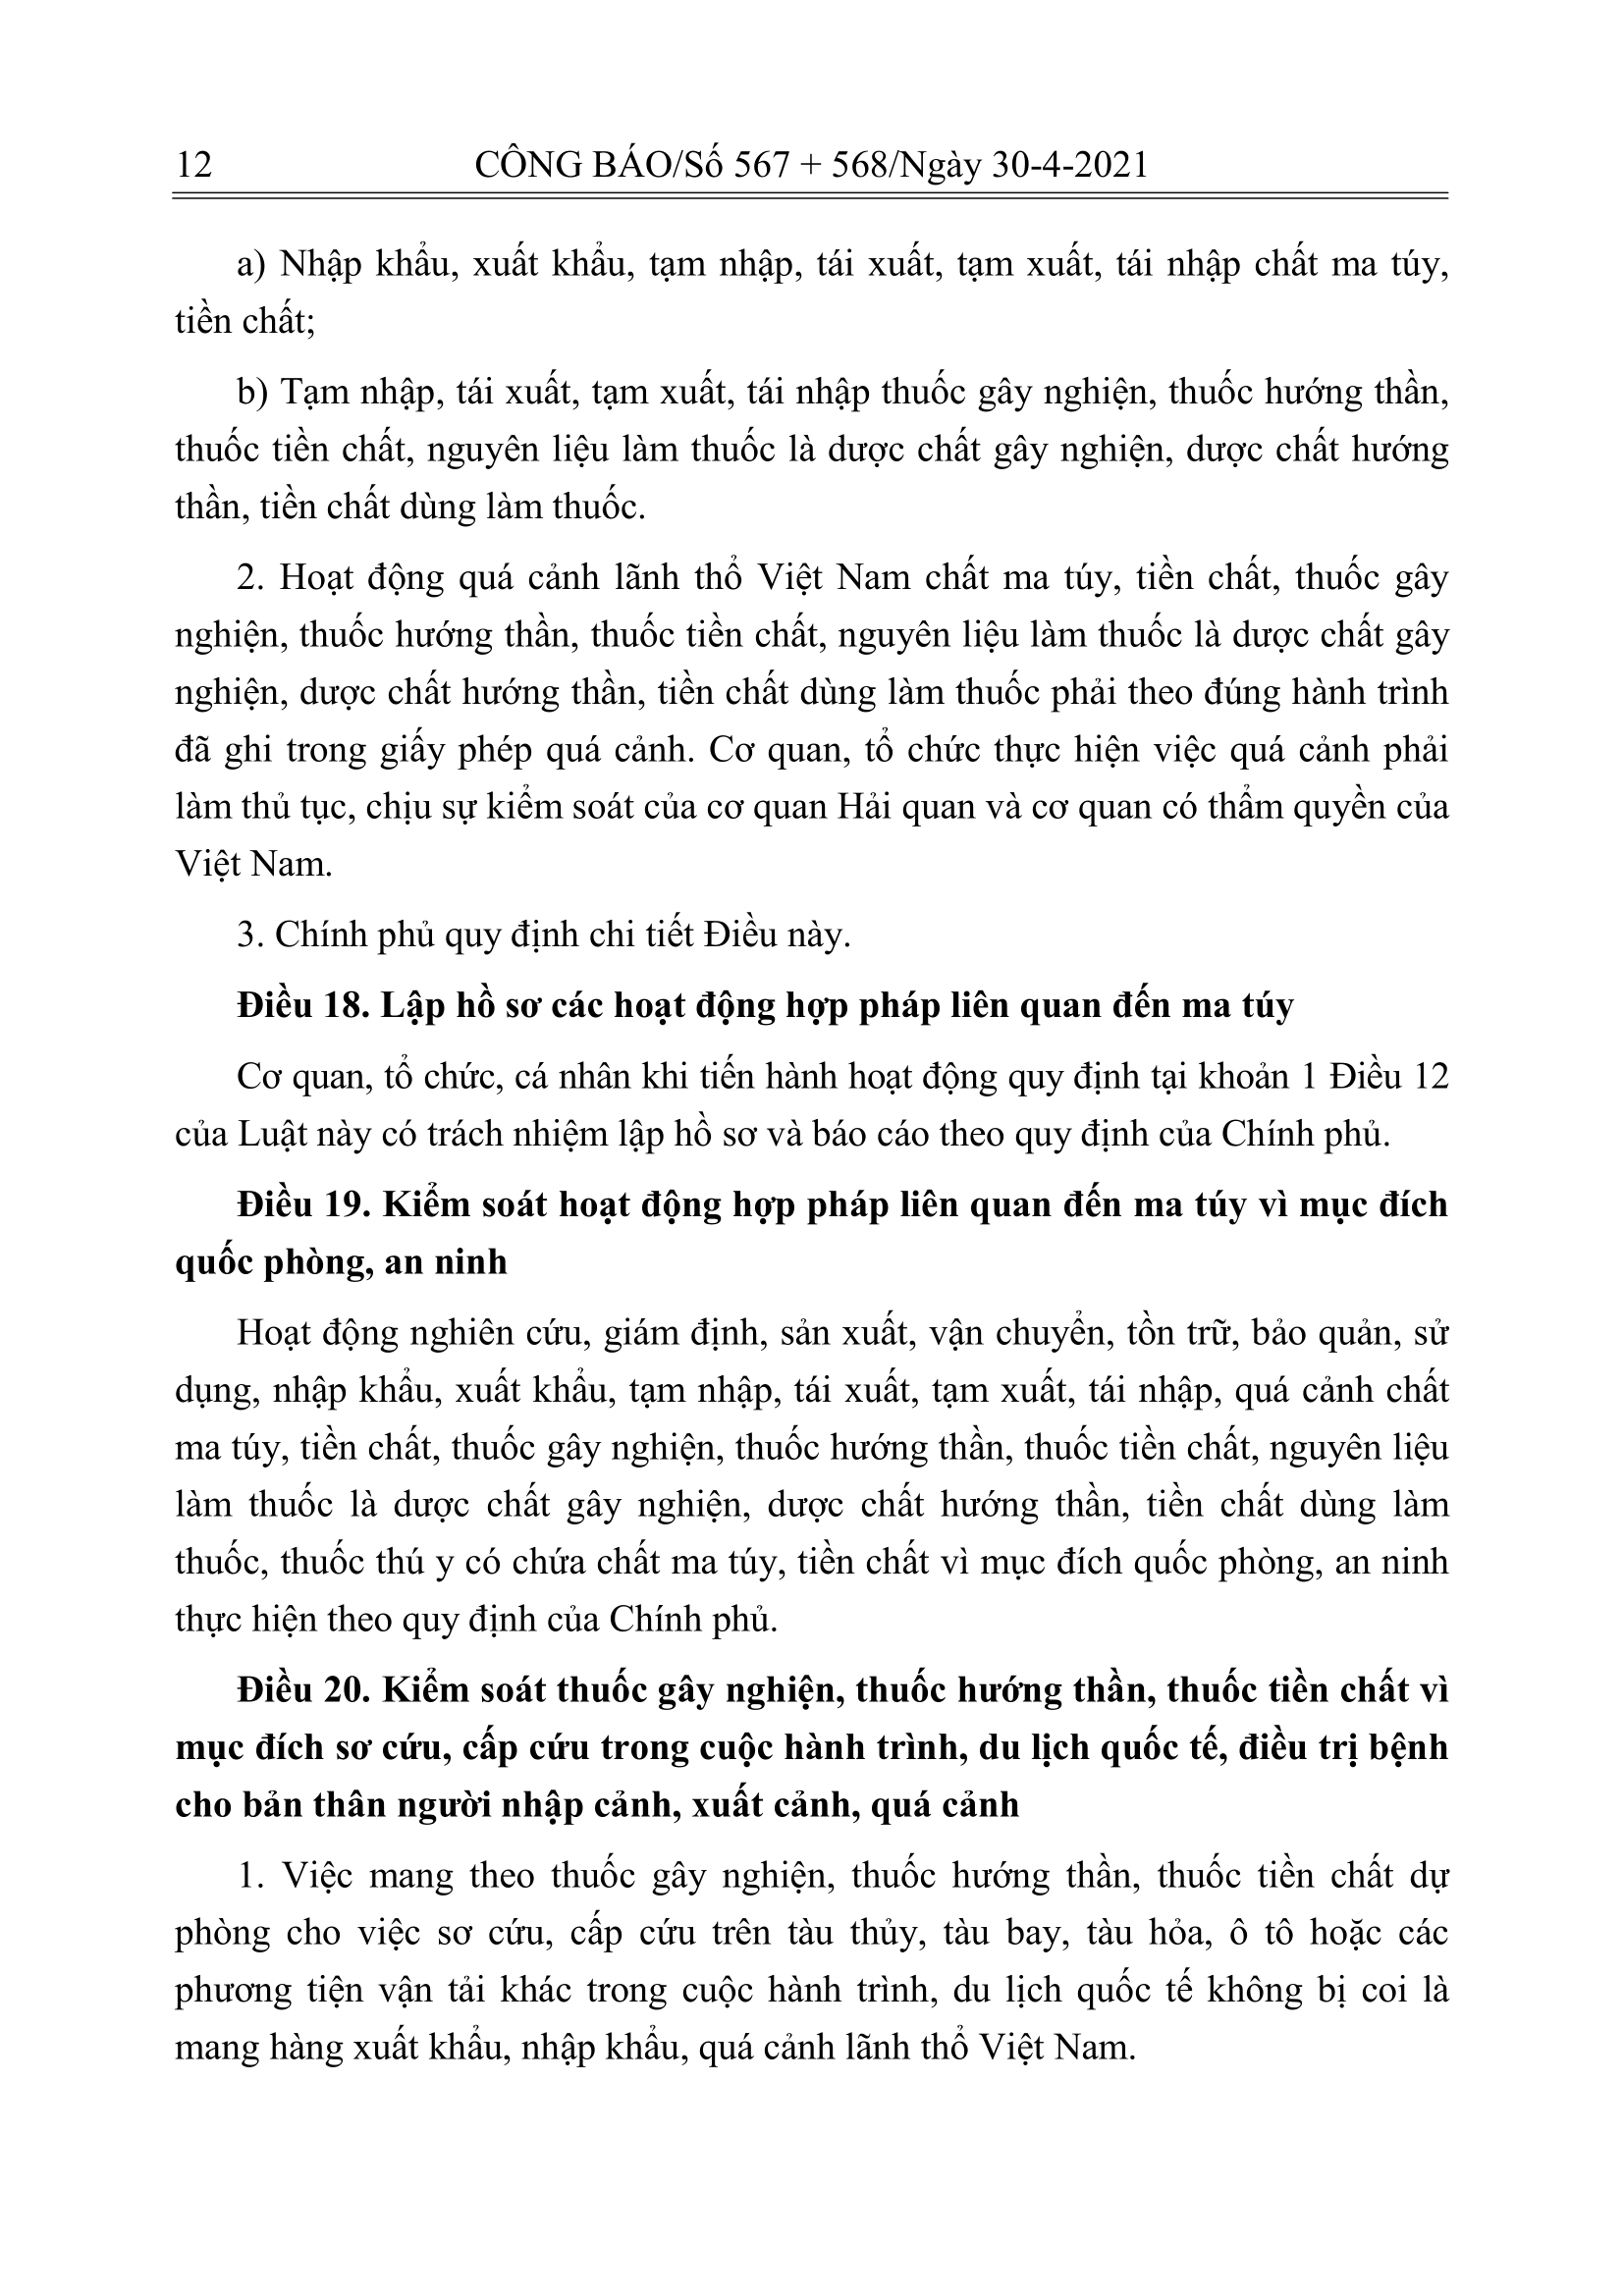 12 CÔNG BÁO/Số 567 + 568/Ngày 30-4-2021
a) Nhập khẩu, xuất khẩu, tạm nhập, tái xuất, tạm xuất, tái nhập chất ma túy,
tiền chất;
b) Tạm nhập, tái xuất, tạm xuất, tái nhập thuốc gây nghiện, thuốc hướng thần,
thuốc tiền chất, nguyên liệu làm thuốc là dược chất gây nghiện, dược chất hướng
thần, tiền chất dùng làm thuốc.
2. Hoạt động quá cảnh lãnh thổ Việt Nam chất ma túy, tiền chất, thuốc gây
nghiện, thuốc hướng thần, thuốc tiền chất, nguyên liệu làm thuốc là dược chất gây
nghiện, dược chất hướng thần, tiền chất dùng làm thuốc phải theo đúng hành trình
đã ghi trong giấy phép quá cảnh. Cơ quan, tổ chức thực hiện việc quá cảnh phải
làm thủ tục, chịu sự kiểm soát của cơ quan Hải quan và cơ quan có thẩm quyền của
Việt Nam.
3. Chính phủ quy định chi tiết Điều này.
Điều 18. Lập hồ sơ các hoạt động hợp pháp liên quan đến ma túy
Cơ quan, tổ chức, cá nhân khi tiến hành hoạt động quy định tại khoản 1 Điều 12
của Luật này có trách nhiệm lập hồ sơ và báo cáo theo quy định của Chính phủ.
Điều 19. Kiểm soát hoạt động hợp pháp liên quan đến ma túy vì mục đích
quốc phòng, an ninh
Hoạt động nghiên cứu, giám định, sản xuất, vận chuyển, tồn trữ, bảo quản, sử
dụng, nhập khẩu, xuất khẩu, tạm nhập, tái xuất, tạm xuất, tái nhập, quá cảnh chất
ma túy, tiền chất, thuốc gây nghiện, thuốc hướng thần, thuốc tiền chất, nguyên liệu
làm thuốc là dược chất gây nghiện, dược chất hướng thần, tiền chất dùng làm
thuốc, thuốc thú y có chứa chất ma túy, tiền chất vì mục đích quốc phòng, an ninh
thực hiện theo quy định của Chính phủ.
Điều 20. Kiểm soát thuốc gây nghiện, thuốc hướng thần, thuốc tiền chất vì
mục đích sơ cứu, cấp cứu trong cuộc hành trình, du lịch quốc tế, điều trị bệnh
cho bản thân người nhập cảnh, xuất cảnh, quá cảnh
1. Việc mang theo thuốc gây nghiện, thuốc hướng thần, thuốc tiền chất dự
phòng cho việc sơ cứu, cấp cứu trên tàu thủy, tàu bay, tàu hỏa, ô tô hoặc các
phương tiện vận tải khác trong cuộc hành trình, du lịch quốc tế không bị coi là
mang hàng xuất khẩu, nhập khẩu, quá cảnh lãnh thổ Việt Nam.